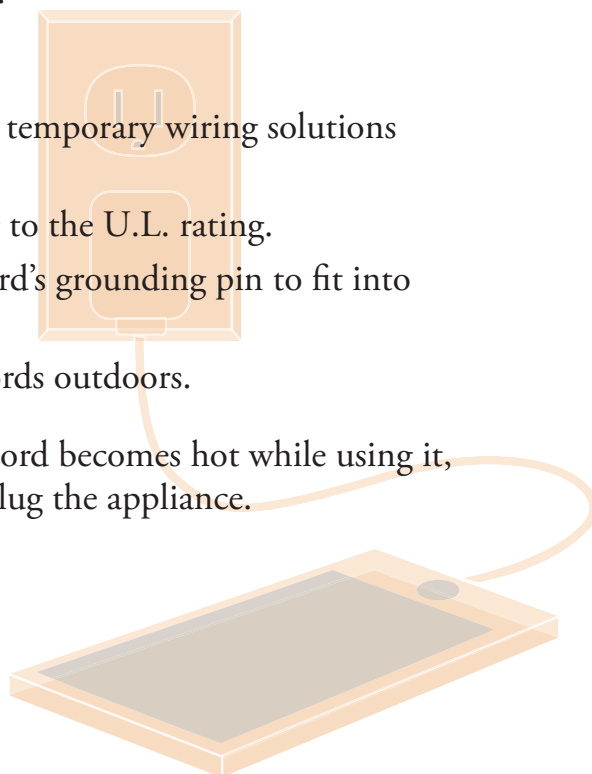 temporary wiring solutions
to the U.L. rating.
rd’s grounding pin to fit into
rds outdoors.
ord becomes hot while using it,
lug the appliance.